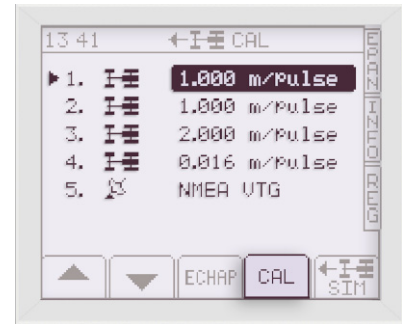 13 41 CAL
1. 1.000 m/Pulse
2. 1.000 m/Pulse
3. 2.000 m/Pulse
4. 0.016 m/Pulse
5. NMEA VTG
ECHAP CAL SIM
EPAN
INFO
REG